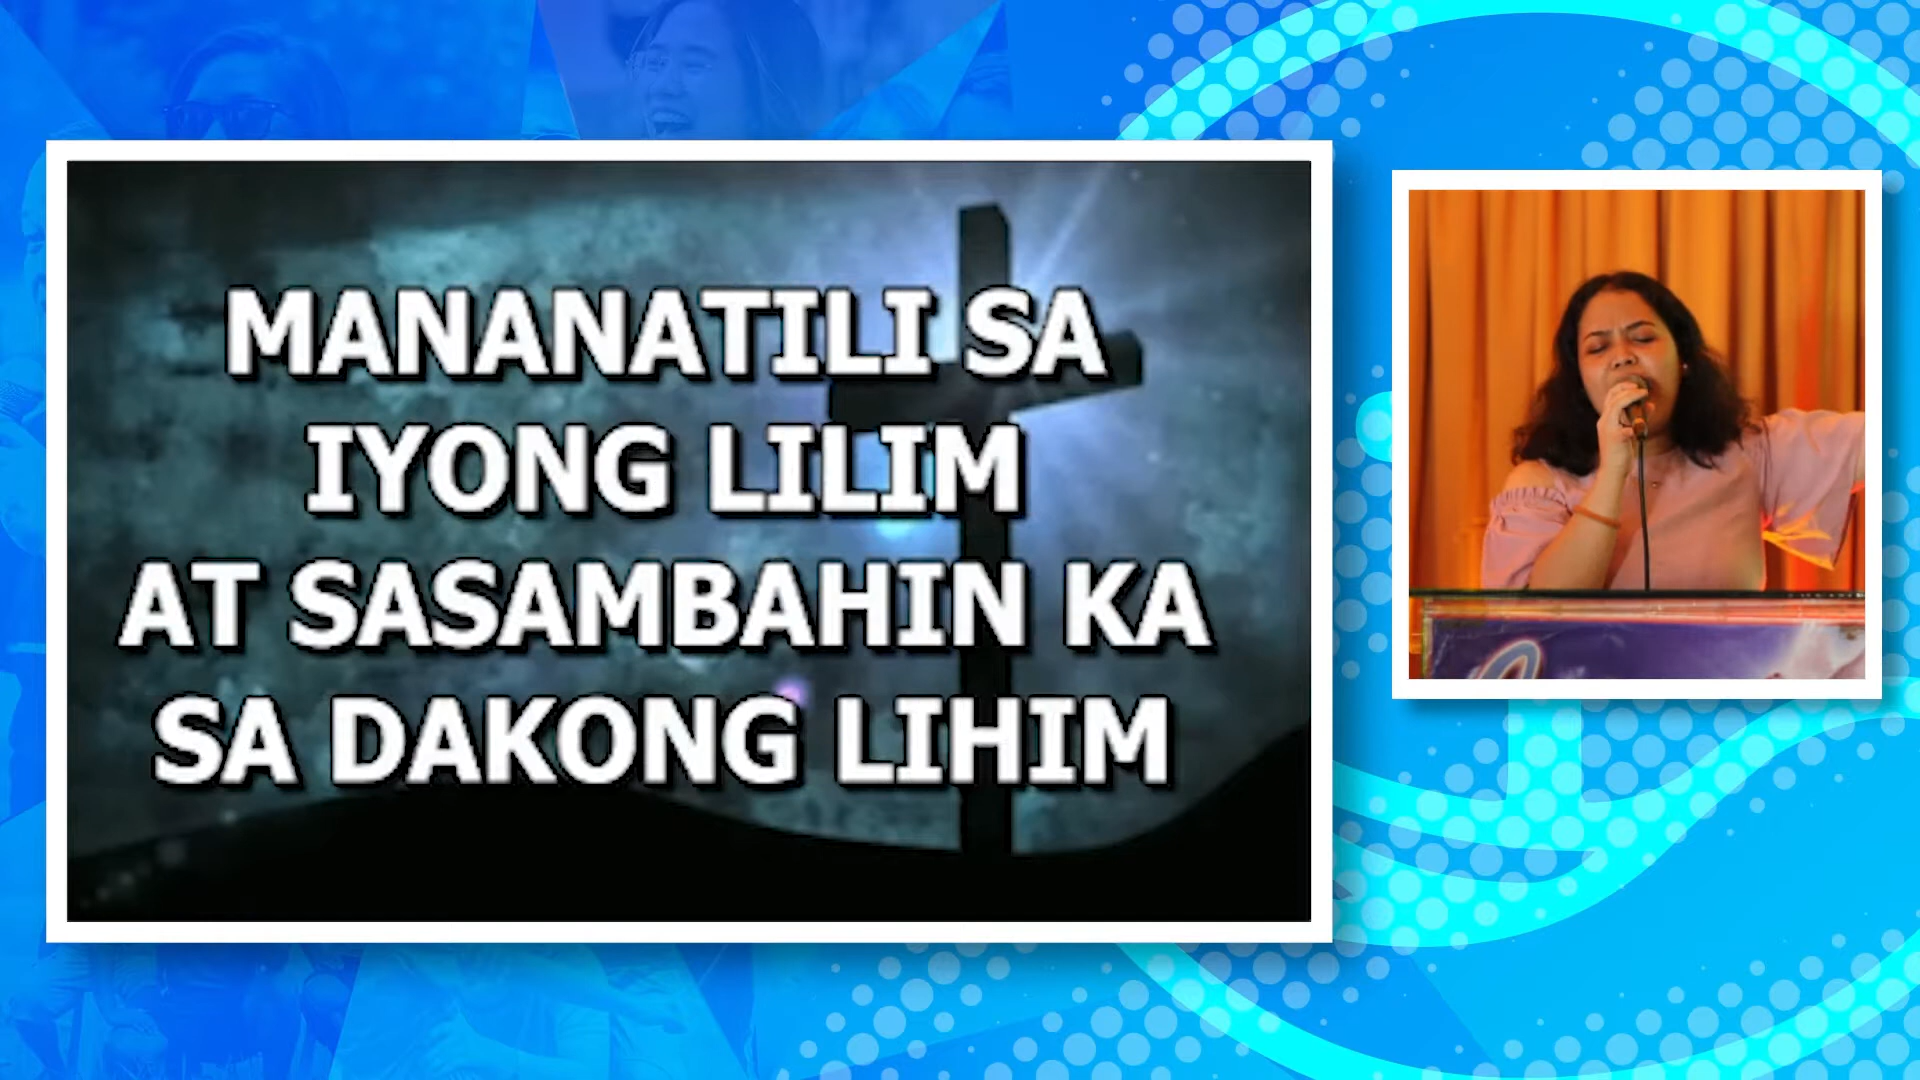 MANANATILI SA
IYONG LILIM
AT SASAMBAHIN KA
SA DAKONG LIHIM